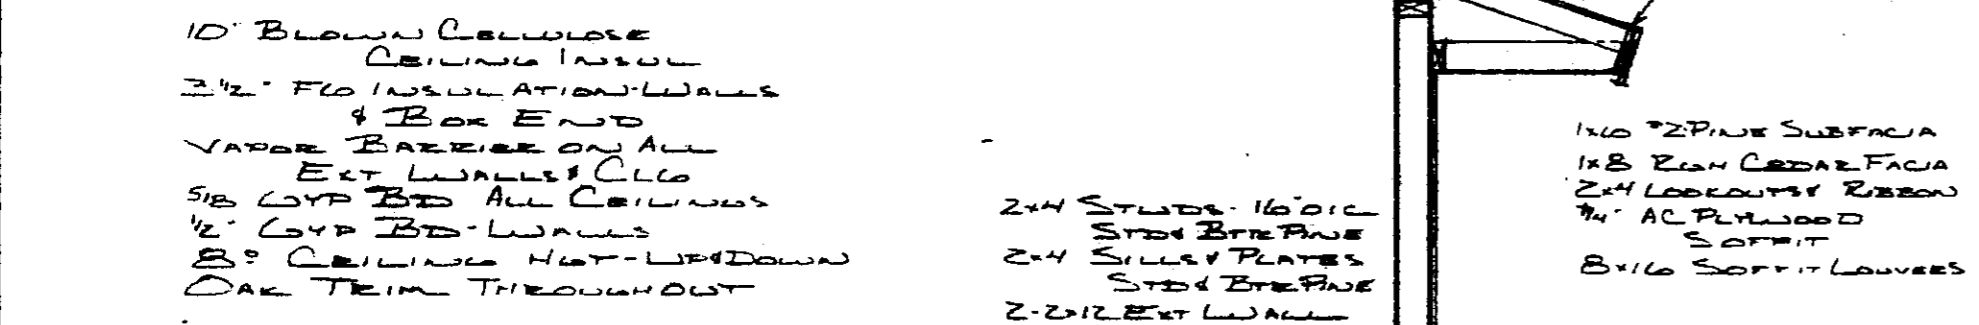 10" BLOWN CELLULOSE
CEILING INSUL
3 1/2" FG INSULATION-WALLS
& BOX END
VAPOR BARRIER ON ALL
EXT WALLS & CLG
5/8 GYP BD ALL CEILINGS
1/2" GYP BD-WALLS
8° CEILING HGT-UP&DOWN
OAK TRIM THROUGHOUT
2x4 STUDS-16"O/C
STD& BTR PINE
2x4 SILLS & PLATES
STD& BTR PINE
2-2x12 EXT WALL
1x6 #2 PINE SUBFACIA
1x8 RGH CEDAR FACIA
2x4 LOOKOUTS & RIBBON
AC PLYWOOD
SOFFIT
8x16 SOFFIT LOUVERS